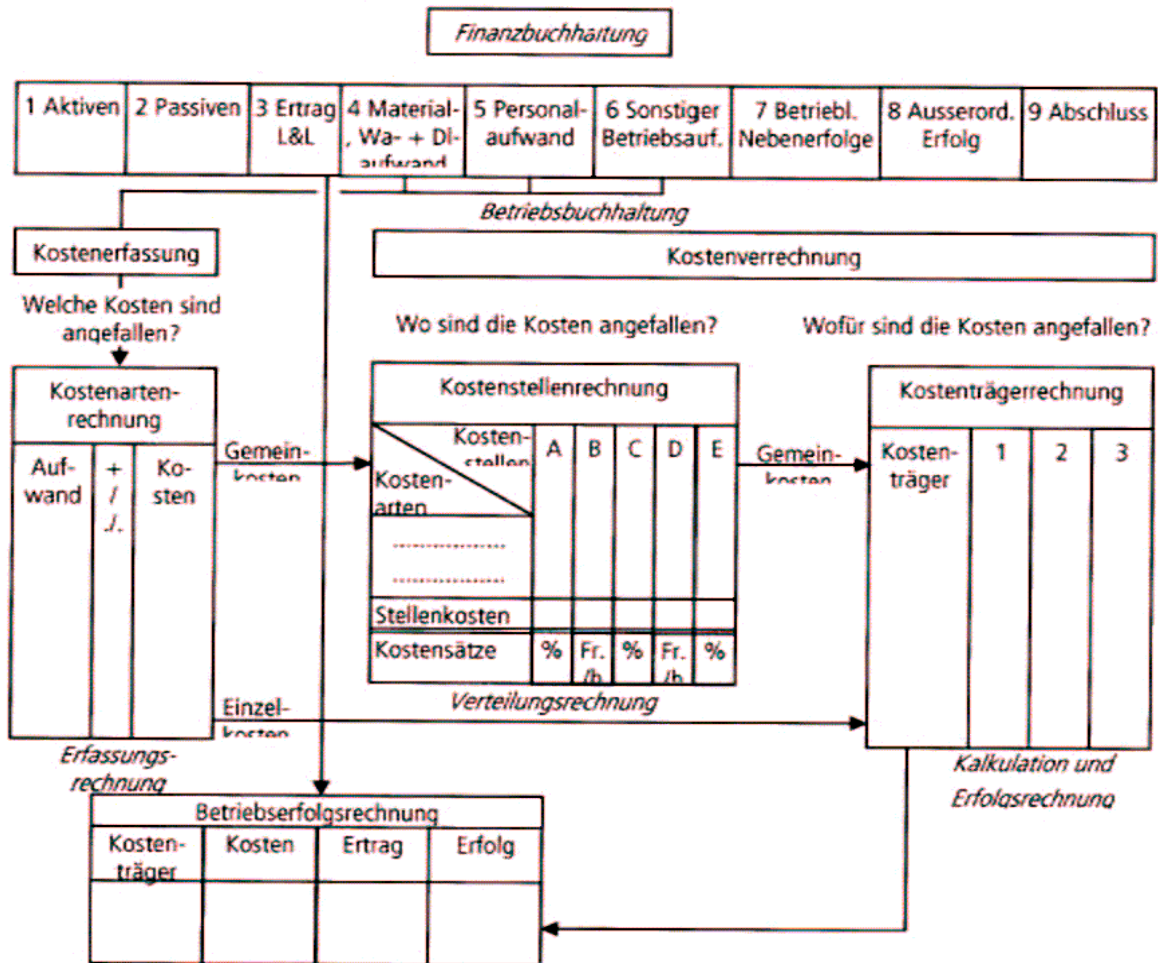 Finanzbuchhaltung
1 Aktiven
2 Passiven
3 Ertrag
L&L
4 Material-
, Wa- + Dl-
aufwand
5 Personal-
aufwand
6 Sonstiger
Betriebsauf.
7 Betriebl.
Nebenerfolge
8 Ausserord.
Erfolg
9 Abschluss
Betriebsbuchhaltung
Kostenerfassung
Kostenverrechnung
Welche Kosten sind
angefallen?
Wo sind die Kosten angefallen?
Wofür sind die Kosten angefallen?
Kostenarten-
rechnung
Auf-
wand
+
/
./.
Ko-
sten
Gemein-
kosten
Kostenstellenrechnung
Kosten-
stellen
Kosten-
arten
A
B
C
D
E
....................
....................
Stellenkosten
Kostensätze
%
Fr.
/h
%
Fr.
/h
%
Verteilungsrechnung
Gemein-
kosten
Kostenträgerrechnung
Kosten-
träger
1
2
3
Einzel-
kosten
Erfassungs-
rechnung
Kalkulation und
Erfolgsrechnung
Betriebserfolgsrechnung
Kosten-
träger
Kosten
Ertrag
Erfolg